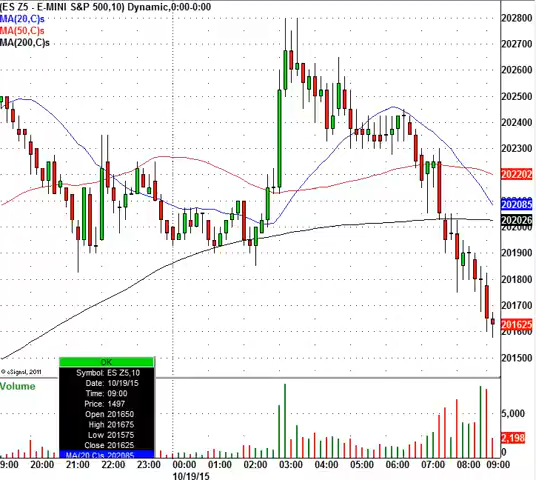 (ES Z5 - E-MINI S&P 500,10) Dynamic,0:00-0:00
MA(20,C)s
MA(50,C)s
MA(200,C)s
202800
202700
202600
202500
202400
202300
202202
202085
202026
201900
201800
201700
201625
201500
© eSignal, 2011
Volume
OK
Symbol: ES Z5,10
Date: 10/19/15
Time: 09:00
Price: 1497
Open 201650
High 201675
Low 201575
Close 201625
MA(20,C)s 202085
5,000
2,198
0
19:00 20:00 21:00 22:00 23:00 00:00 01:00 02:00 03:00 04:00 05:00 06:00 07:00 08:00 09:00
10/19/15